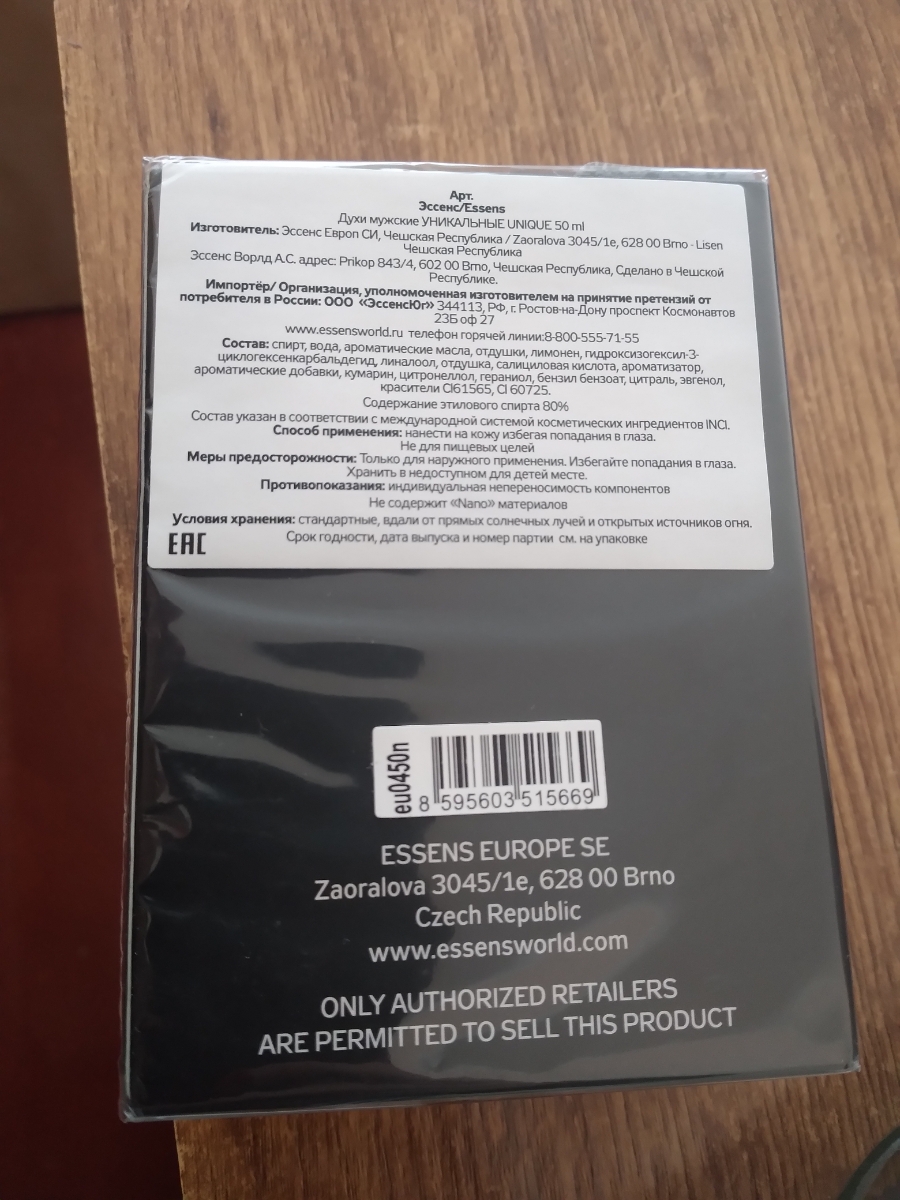 Арт.
Эссенс/Essens
Духи мужские УНИКАЛЬНЫЕ UNIQUE 50 ml
Изготовитель: Эссенс Европ СИ, Чешская Республика / Zaoralova 3045/1e, 628 00 Brno - Lisen
Чешская Республика
Эссенс Ворлд А.С. адрес: Prikop 843/4, 602 00 Brno, Чешская Республика, Сделано в Чешской
Республике.
Импортёр/ Организация, уполномоченная изготовителем на принятие претензий от
потребителя в России: ООО «ЭссенсЮг» 344113, РФ, г. Ростов-на-Дону проспект Космонавтов
23Б оф 27
www.essensworld.ru телефон горячей линии:8-800-555-71-55
Состав: спирт, вода, ароматические масла, отдушки, лимонен, гидроксизогексил-3-
циклогексенкарбальдегид, линалоол, отдушка, салициловая кислота, ароматизатор,
ароматические добавки, кумарин, цитронеллол, гераниол, бензил бензоат, цитраль, эвгенол,
красители CI61565, CI 60725.
Содержание этилового спирта 80%
Состав указан в соответствии с международной системой косметических ингредиентов INCI.
Способ применения: нанести на кожу избегая попадания в глаза.
Не для пищевых целей
Меры предосторожности: Только для наружного применения. Избегайте попадания в глаза.
Хранить в недоступном для детей месте.
Противопоказания: индивидуальная непереносимость компонентов
Не содержит «Nano» материалов
Условия хранения: стандартные, вдали от прямых солнечных лучей и открытых источников огня.
EAC Срок годности, дата выпуска и номер партии см. на упаковке
eu0450n
8 595603 515669
ESSENS EUROPE SE
Zaoralova 3045/1e, 628 00 Brno
Czech Republic
www.essensworld.com
ONLY AUTHORIZED RETAILERS
ARE PERMITTED TO SELL THIS PRODUCT